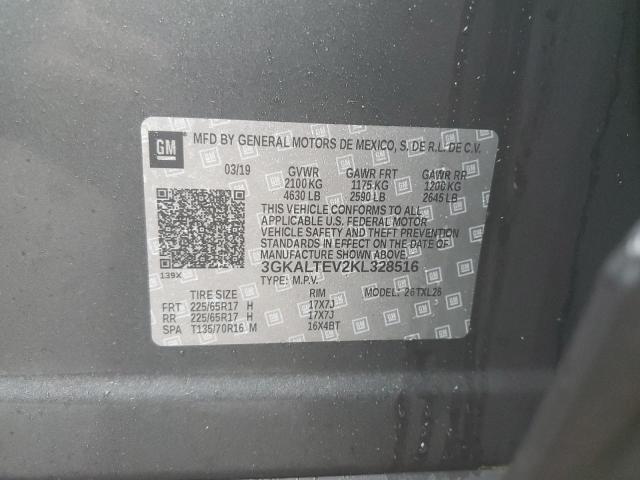 GM MFD BY GENERAL MOTORS DE MEXICO, S. DE R.L. DE C.V.
03/19 GVWR GAWR FRT GAWR RR
2100 KG 1175 KG 1200 KG
4630 LB 2590 LB 2645 LB
THIS VEHICLE CONFORMS TO ALL
APPLICABLE U.S. FEDERAL MOTOR
VEHICLE SAFETY AND THEFT PREVENTION
STANDARDS IN EFFECT ON THE DATE OF
MANUFACTURE SHOWN ABOVE.
139X
3GKALTEV2KL328516
TYPE: M.P.V.
TIRE SIZE RIM MODEL: 26TXL26
FRT 225/65R17 H 17X7J
RR 225/65R17 H 17X7J
SPA T135/70R16 M 16X4BT